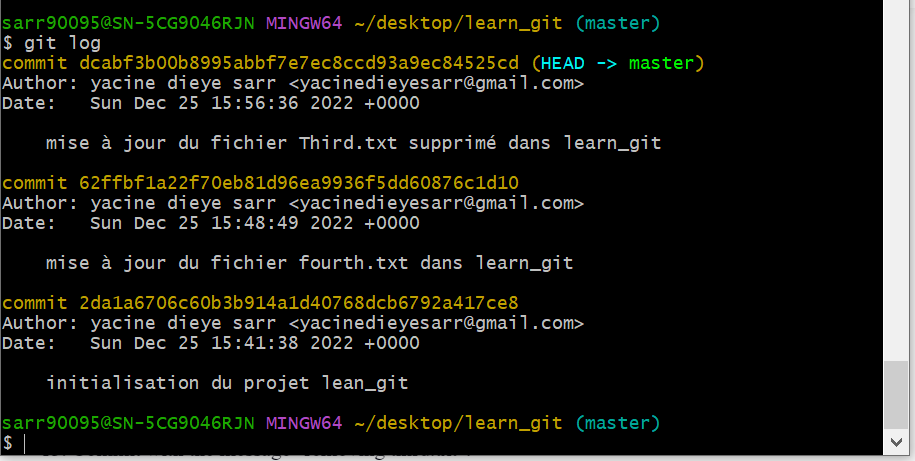 sarr90095@SN-5CG9046RJN MINGW64 ~/desktop/learn_git (master)
$ git log
commit dcabf3b00b8995abbf7e7ec8ccd93a9ec84525cd (HEAD -> master)
Author: yacine dieye sarr <yacinedieyesarr@gmail.com>
Date:   Sun Dec 25 15:56:36 2022 +0000
mise à jour du fichier Third.txt supprimé dans learn_git
commit 62ffbf1a22f70eb81d96ea9936f5dd60876c1d10
Author: yacine dieye sarr <yacinedieyesarr@gmail.com>
Date:   Sun Dec 25 15:48:49 2022 +0000
mise à jour du fichier fourth.txt dans learn_git
commit 2da1a6706c60b3b914a1d40768dcb6792a417ce8
Author: yacine dieye sarr <yacinedieyesarr@gmail.com>
Date:   Sun Dec 25 15:41:38 2022 +0000
initialisation du projet lean_git
sarr90095@SN-5CG9046RJN MINGW64 ~/desktop/learn_git (master)
$